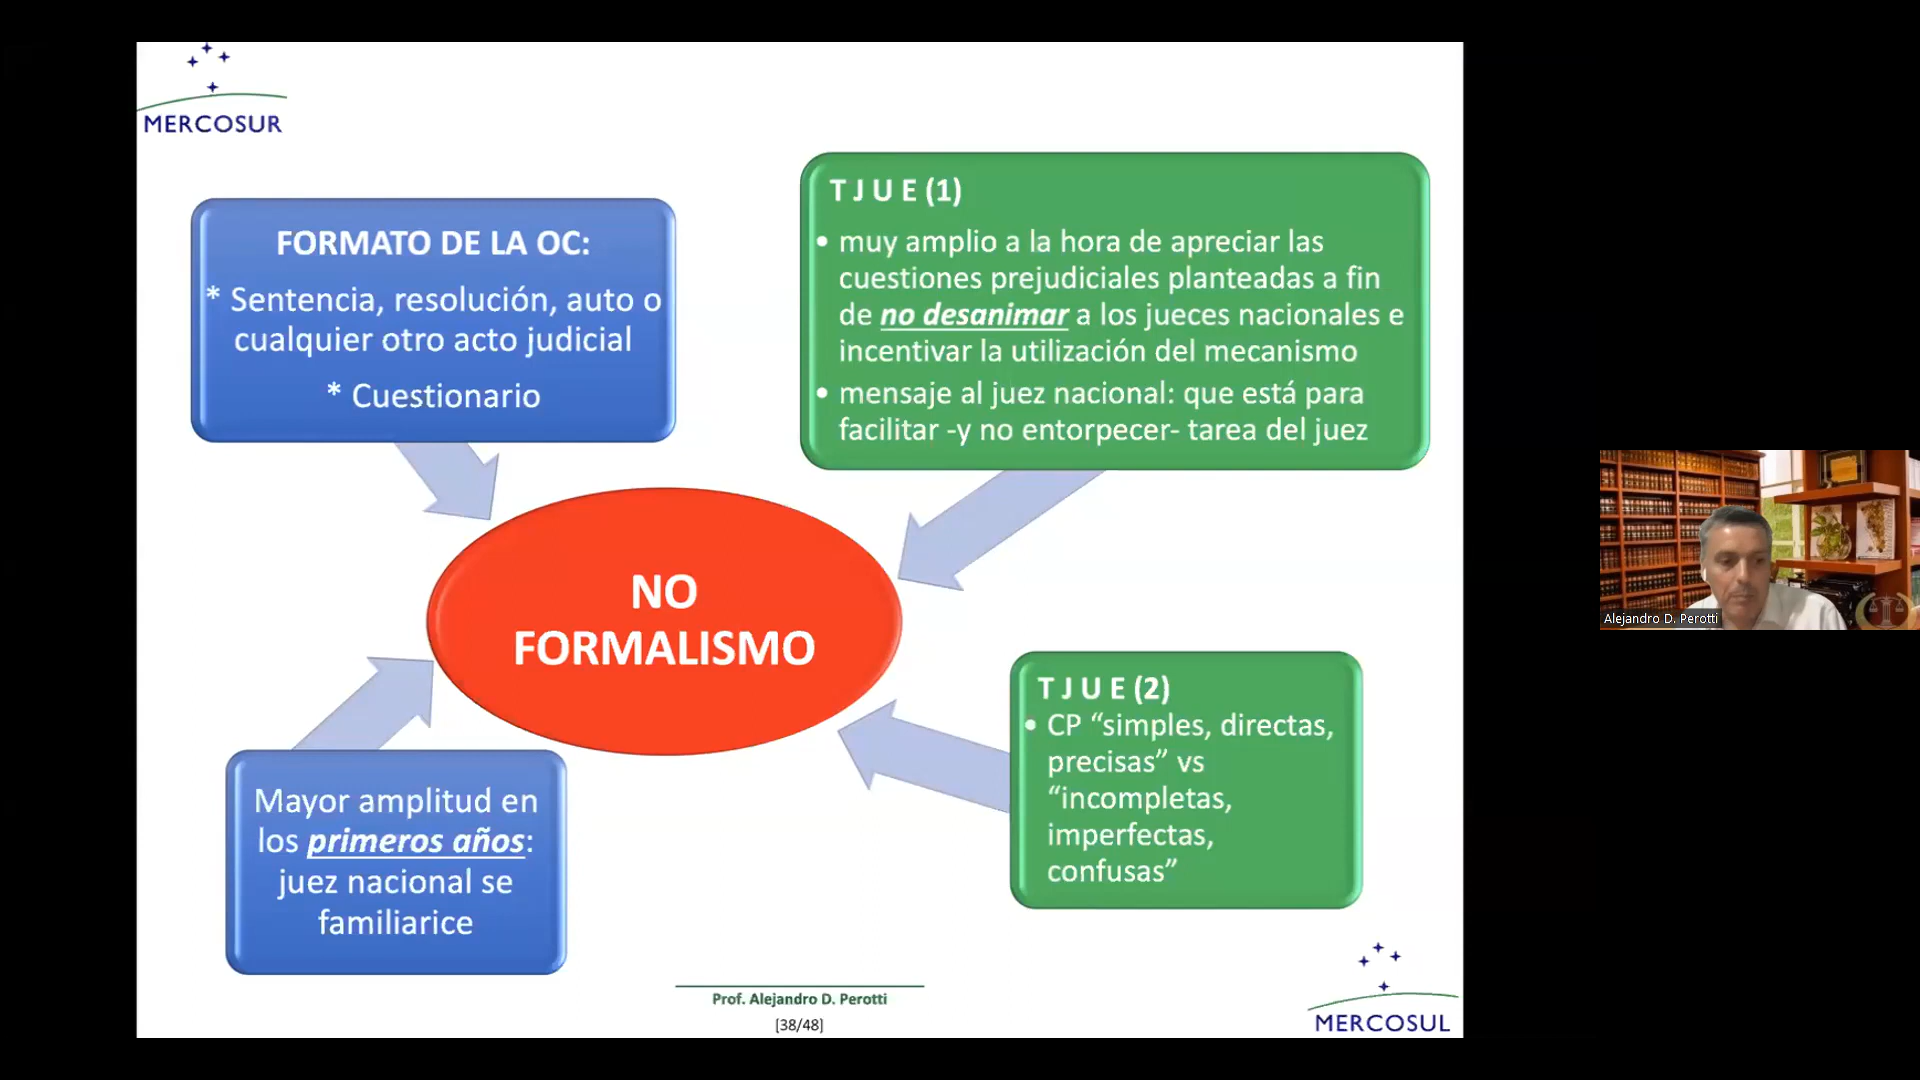 MERCOSUR
FORMATO DE LA OC:
* Sentencia, resolución, auto o
cualquier otro acto judicial
* Cuestionario
T J U E (1)
• muy amplio a la hora de apreciar las
cuestiones prejudiciales planteadas a fin
de no desanimar a los jueces nacionales e
incentivar la utilización del mecanismo
• mensaje al juez nacional: que está para
facilitar -y no entorpecer- tarea del juez
NO
FORMALISMO
Mayor amplitud en
los primeros años:
juez nacional se
familiarice
T J U E (2)
• CP “simples, directas,
precisas” vs
“incompletas,
imperfectas,
confusas”
Prof. Alejandro D. Perotti
[38/48]
MERCOSUL
Alejandro D. Perotti